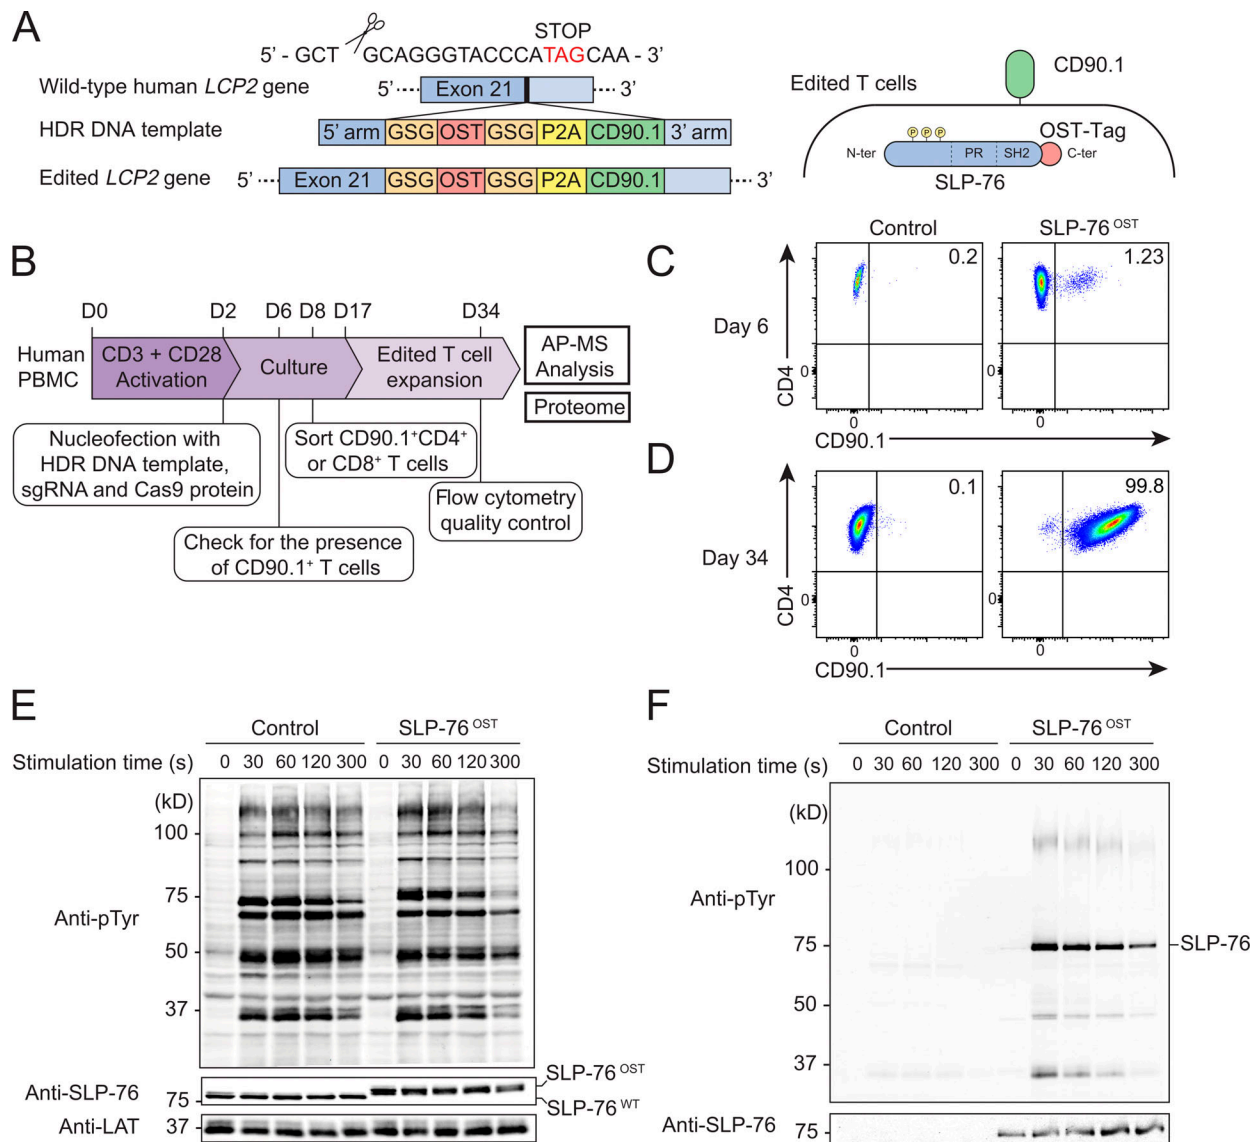 A
STOP
5' - GCT GCAGGGTACCCATAGCAA - 3'
Wild-type human LCP2 gene
5' Exon 21 3'
HDR DNA template
5' arm GSG OST GSG P2A CD90.1 3' arm
Edited LCP2 gene
5' Exon 21 GSG OST GSG P2A CD90.1 3'
CD90.1
Edited T cells
P P P
OST-Tag
N-ter PR SH2 C-ter
SLP-76
B
D0 D2 D6 D8 D17 D34
Human
PBMC
CD3 + CD28
Activation
Culture
Edited T cell
expansion
AP-MS
Analysis
Proteome
Nucleofection with
HDR DNA template,
sgRNA and Cas9 protein
Sort CD90.1+CD4+
or CD8+ T cells
Flow cytometry
quality control
Check for the presence
of CD90.1+ T cells
C
Control SLP-76 OST
0.2 1.23
Day 6
CD4
0 0
0 0
CD90.1
D
0.1 99.8
Day 34
CD4
0 0
0 0
CD90.1
E
Control SLP-76 OST
Stimulation time (s) 0 30 60 120 300 0 30 60 120 300
(kD)
100
75
Anti-pTyr
50
37
Anti-SLP-76
75
SLP-76 OST
SLP-76 WT
Anti-LAT 37
F
Control SLP-76 OST
Stimulation time (s) 0 30 60 120 300 0 30 60 120 300
(kD)
100
Anti-pTyr
75 SLP-76
50
37
Anti-SLP-76 75